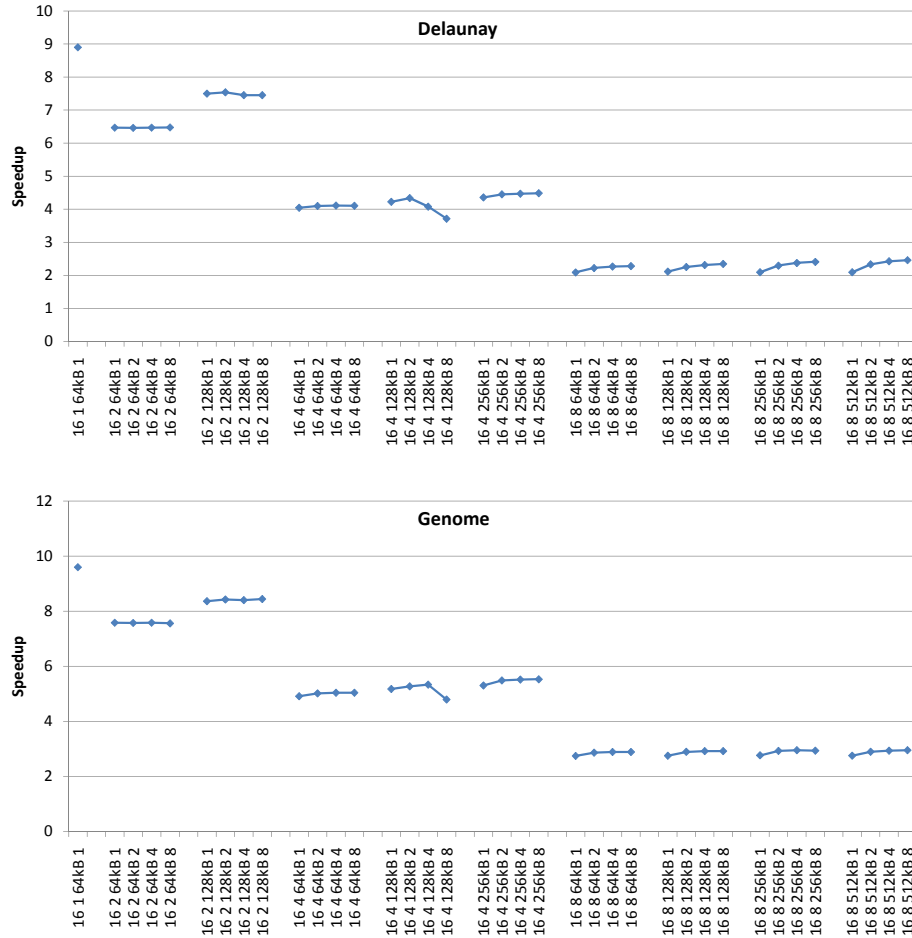 Delaunay
Speedup
10
9
8
7
6
5
4
3
2
1
0
16 1 64kB 1
16 2 64kB 1
16 2 64kB 2
16 2 64kB 4
16 2 64kB 8
16 2 128kB 1
16 2 128kB 2
16 2 128kB 4
16 2 128kB 8
16 4 64kB 1
16 4 64kB 2
16 4 64kB 4
16 4 64kB 8
16 4 128kB 1
16 4 128kB 2
16 4 128kB 4
16 4 128kB 8
16 4 256kB 1
16 4 256kB 2
16 4 256kB 4
16 4 256kB 8
16 8 64kB 1
16 8 64kB 2
16 8 64kB 4
16 8 64kB 8
16 8 128kB 1
16 8 128kB 2
16 8 128kB 4
16 8 128kB 8
16 8 256kB 1
16 8 256kB 2
16 8 256kB 4
16 8 256kB 8
16 8 512kB 1
16 8 512kB 2
16 8 512kB 4
16 8 512kB 8
Genome
Speedup
12
10
8
6
4
2
0
16 1 64kB 1
16 2 64kB 1
16 2 64kB 2
16 2 64kB 4
16 2 64kB 8
16 2 128kB 1
16 2 128kB 2
16 2 128kB 4
16 2 128kB 8
16 4 64kB 1
16 4 64kB 2
16 4 64kB 4
16 4 64kB 8
16 4 128kB 1
16 4 128kB 2
16 4 128kB 4
16 4 128kB 8
16 4 256kB 1
16 4 256kB 2
16 4 256kB 4
16 4 256kB 8
16 8 64kB 1
16 8 64kB 2
16 8 64kB 4
16 8 64kB 8
16 8 128kB 1
16 8 128kB 2
16 8 128kB 4
16 8 128kB 8
16 8 256kB 1
16 8 256kB 2
16 8 256kB 4
16 8 256kB 8
16 8 512kB 1
16 8 512kB 2
16 8 512kB 4
16 8 512kB 8